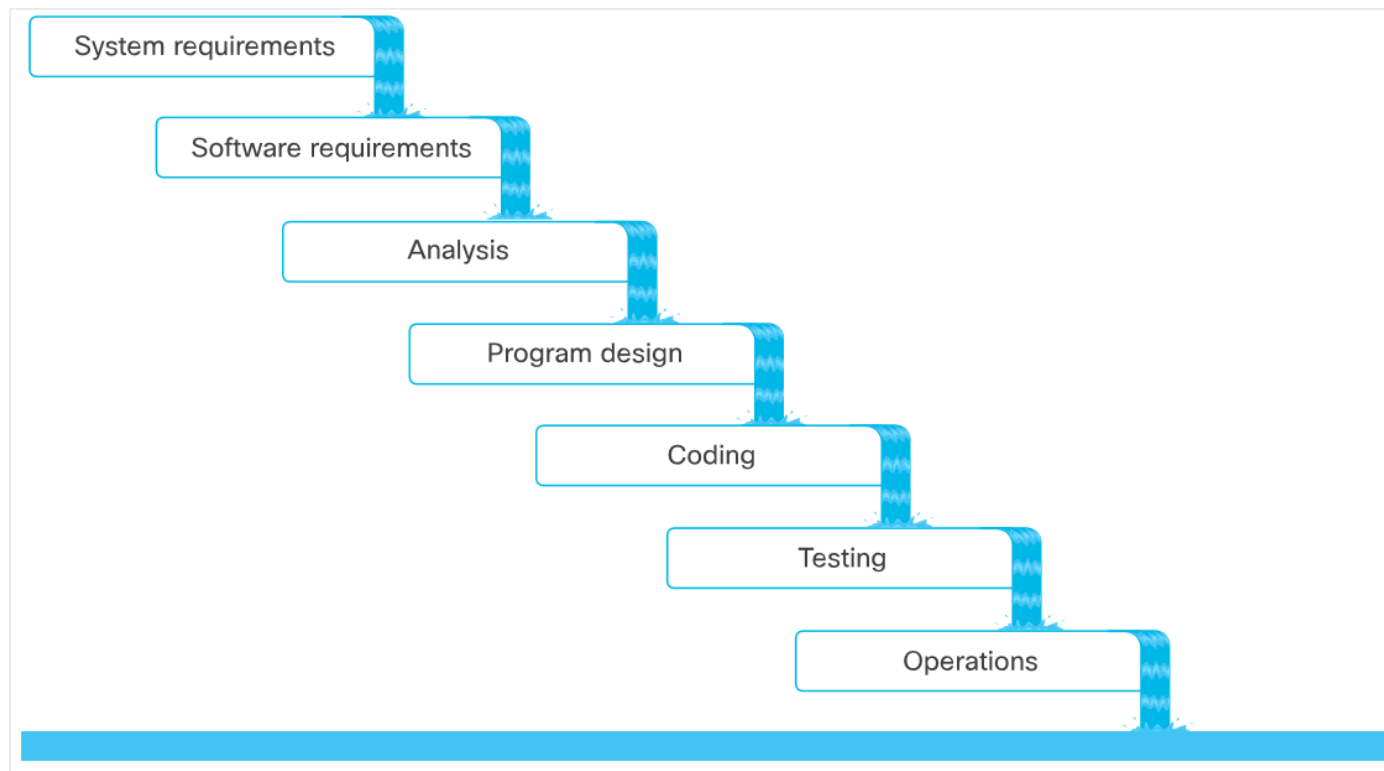 System requirements
Software requirements
Analysis
Program design
Coding
Testing
Operations